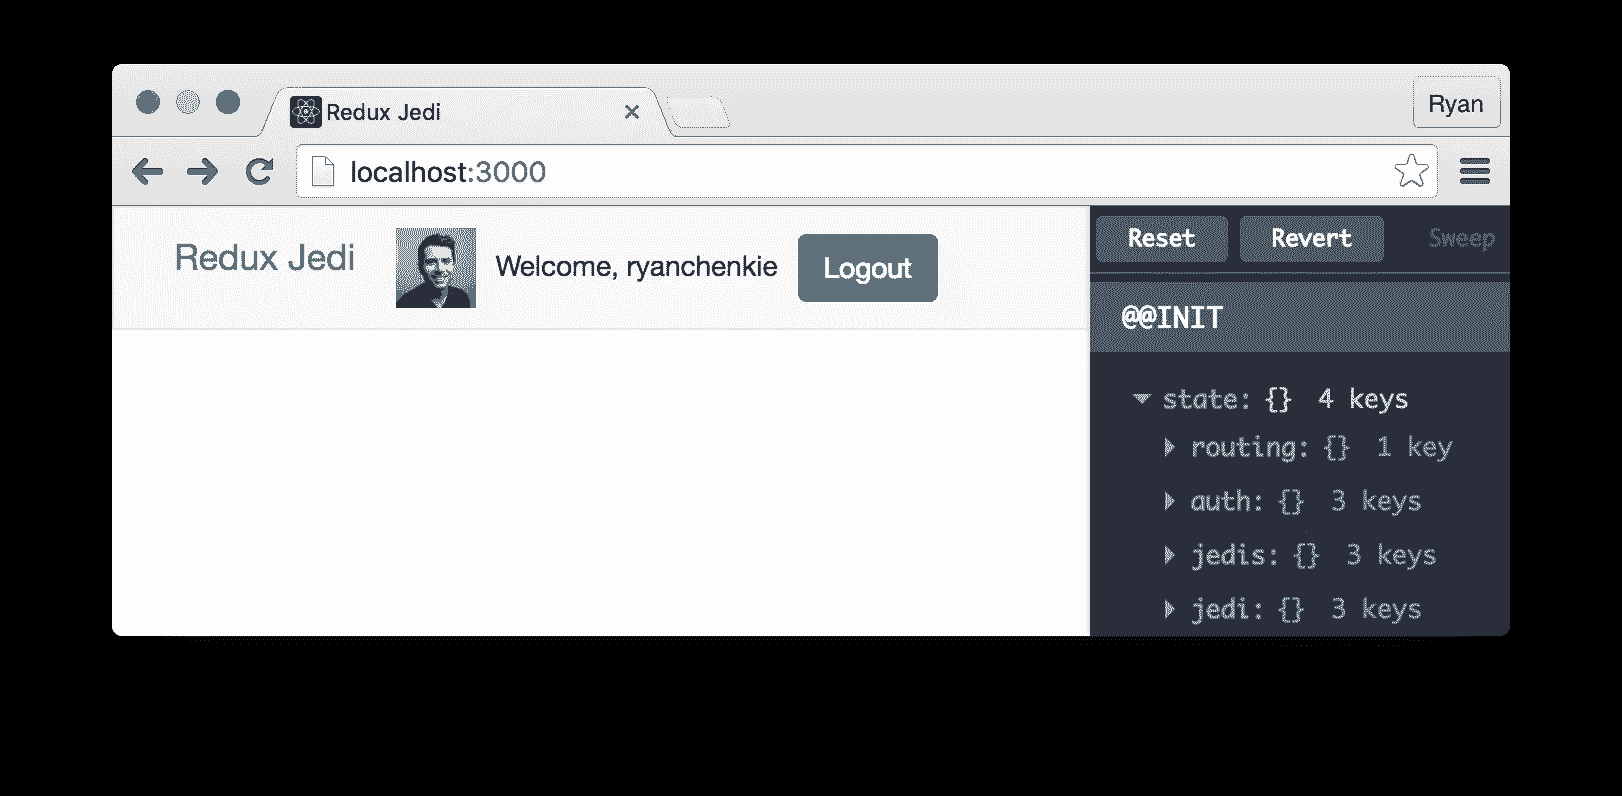 Redux Jedi
Ryan
localhost:3000
Redux Jedi
Welcome, ryanchenkie
Logout
Reset Revert Sweep
@@INIT
state: {} 4 keys
routing: {} 1 key
auth: {} 3 keys
jedis: {} 3 keys
jedi: {} 3 keys